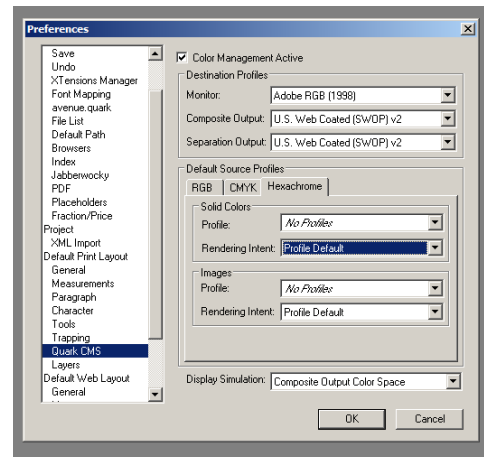 Preferences
Save
Undo
XTensions Manager
Font Mapping
avenue.quark
File List
Default Path
Browsers
Index
Jabberwocky
PDF
Placeholders
Fraction/Price
Project
XML Import
Default Print Layout
General
Measurements
Paragraph
Character
Tools
Trapping
Quark CMS
Layers
Default Web Layout
General
Color Management Active
Destination Profiles
Monitor: Adobe RGB (1998)
Composite Output: U.S. Web Coated (SWOP) v2
Separation Output: U.S. Web Coated (SWOP) v2
Default Source Profiles
RGB CMYK Hexachrome
Solid Colors
Profile: No Profiles
Rendering Intent: Profile Default
Images
Profile: No Profiles
Rendering Intent: Profile Default
Display Simulation: Composite Output Color Space
OK Cancel